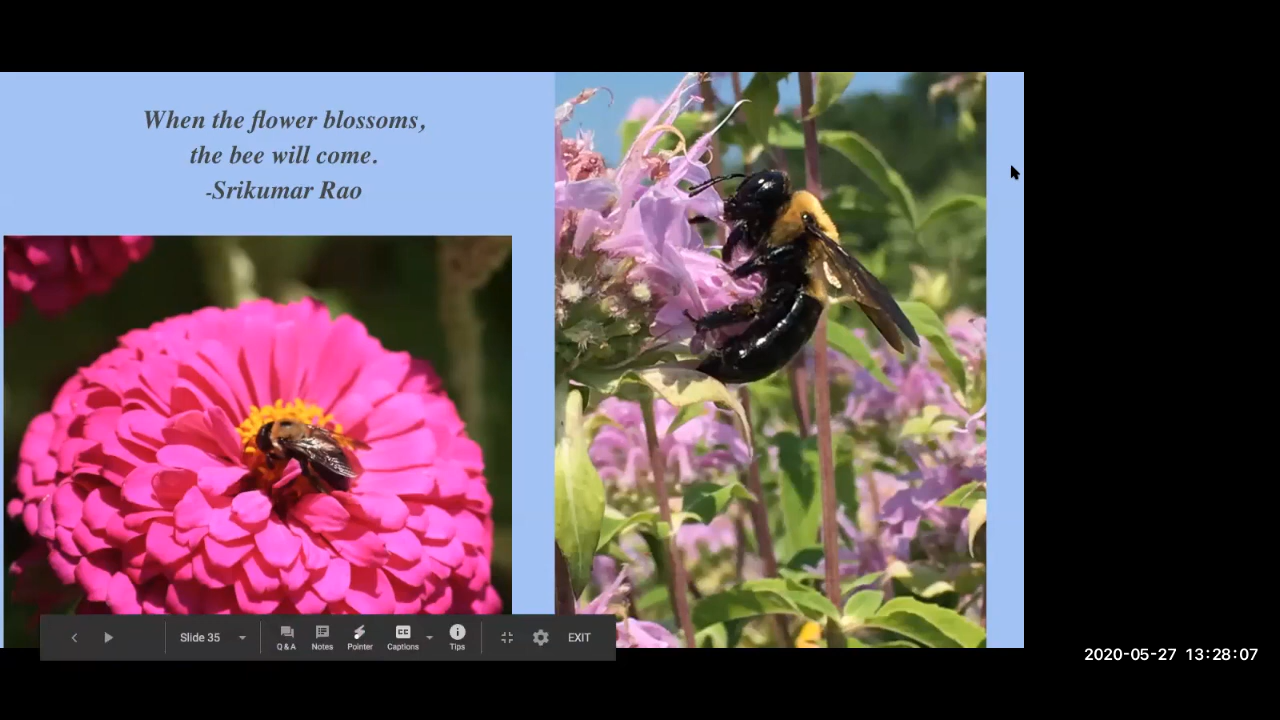 When the flower blossoms,
the bee will come.
-Srikumar Rao
Slide 35
Q & A
Notes
Pointer
CC
Captions
Tips
EXIT
2020-05-27 13:28:07